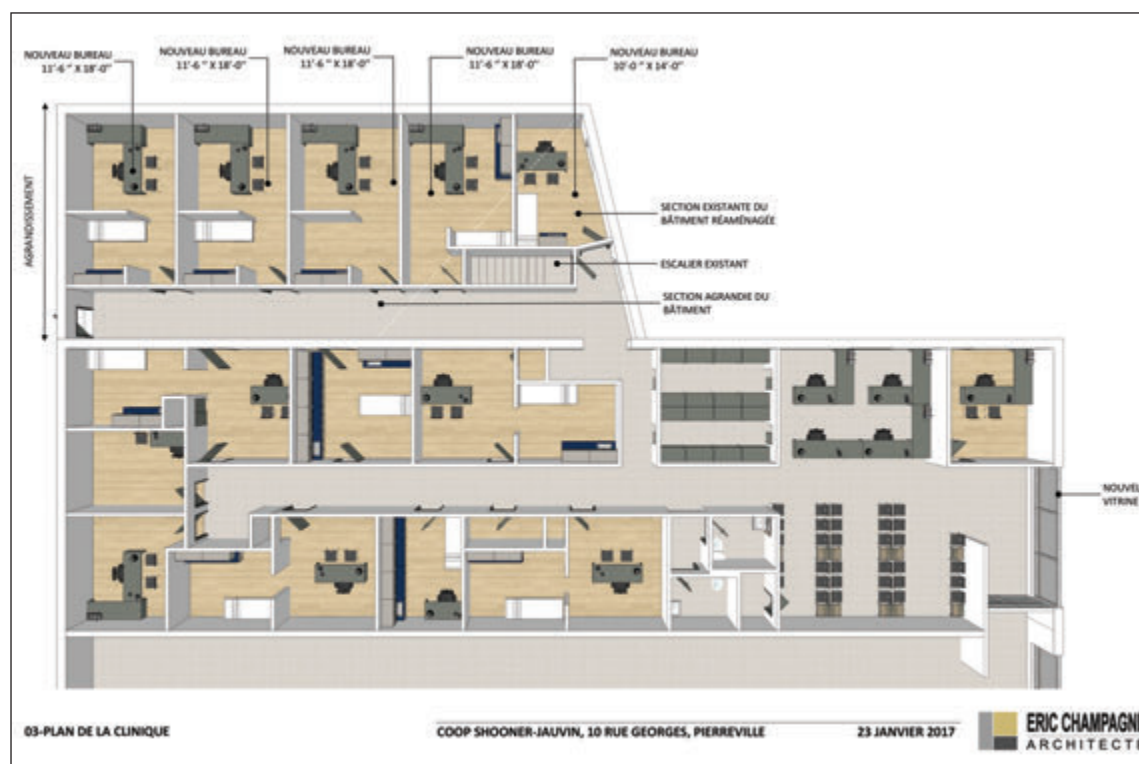 NOUVEAU BUREAU
11'-6 " X 18'-0"
NOUVEAU BUREAU
11'-6 " X 18'-0"
NOUVEAU BUREAU
11'-6 " X 18'-0"
NOUVEAU BUREAU
11'-6 " X 18'-0"
NOUVEAU BUREAU
10'-0 " X 14'-0"
AGRANDISSEMENT
SECTION EXISTANTE DU
BÂTIMENT RÉAMÉNAGÉE
ESCALIER EXISTANT
SECTION AGRANDIE DU
BÂTIMENT
NOUVEL
VITRINE
03-PLAN DE LA CLINIQUE
COOP SHOONER-JAUVIN, 10 RUE GEORGES, PIERREVILLE
23 JANVIER 2017
ERIC CHAMPAGNE
ARCHITECTE